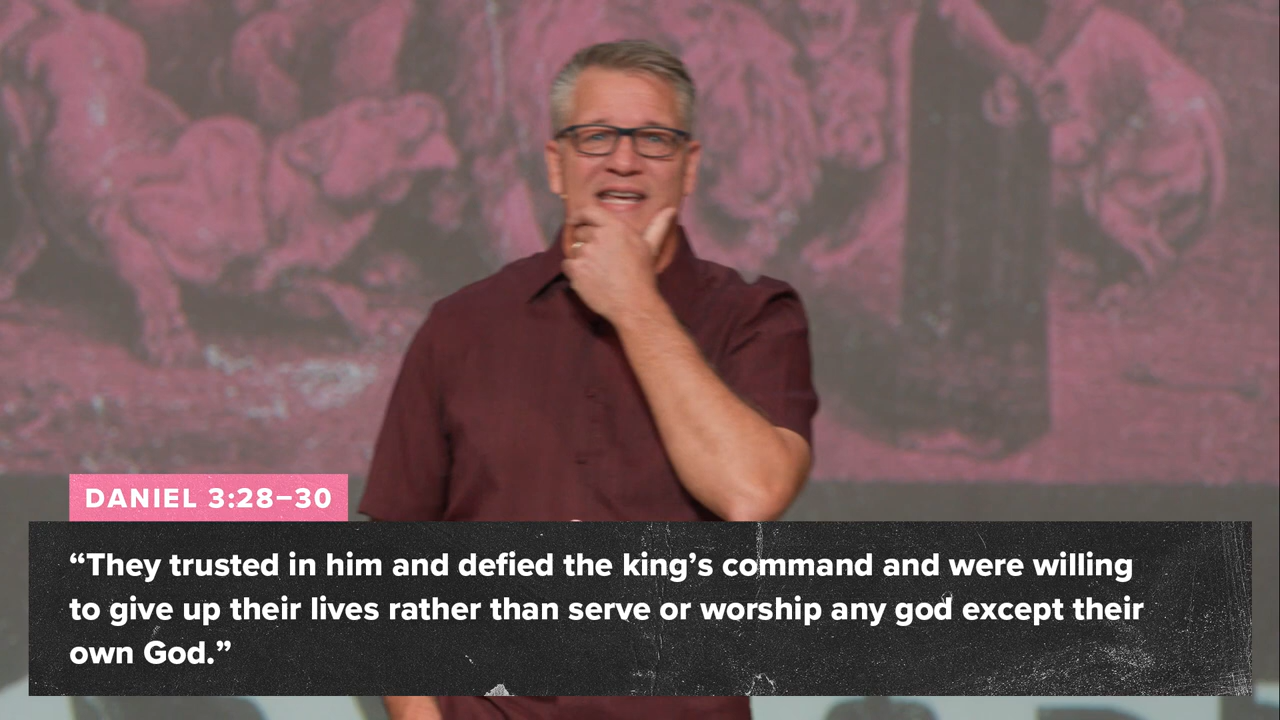 DANIEL 3:28–30
“They trusted in him and defied the king’s command and were willing
to give up their lives rather than serve or worship any god except their
own God.”